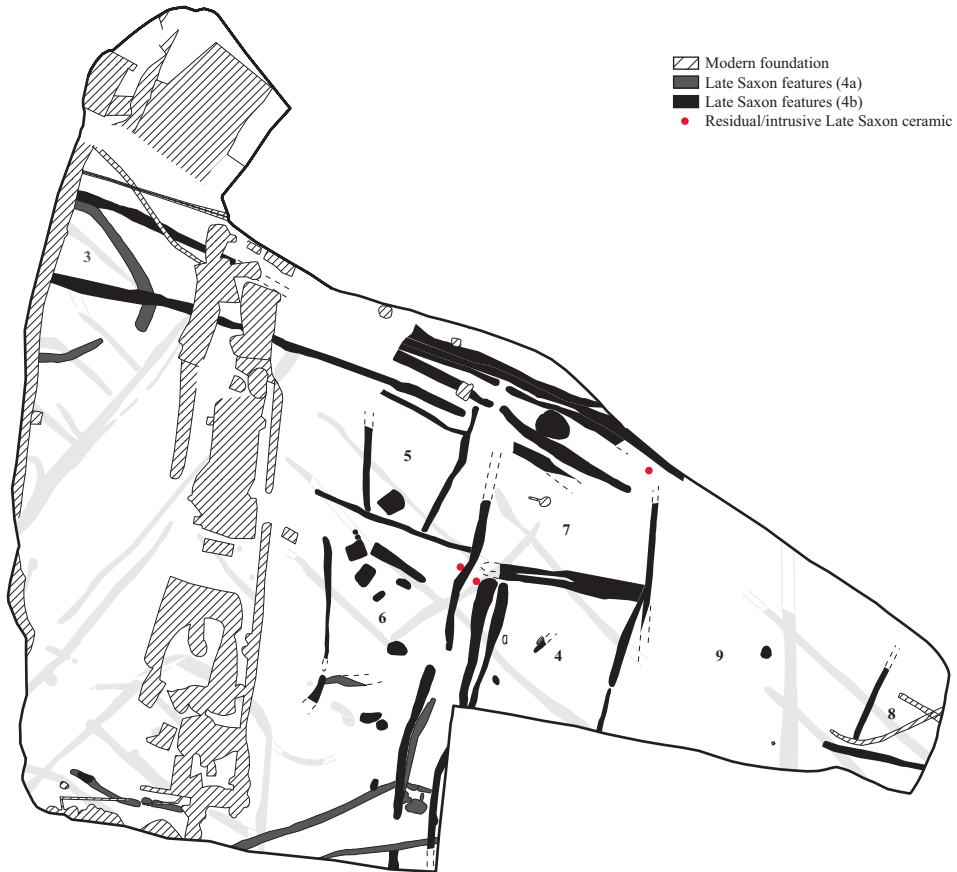 Modern foundation
Late Saxon features (4a)
Late Saxon features (4b)
Residual/intrusive Late Saxon ceramic
3
5
7
6
4
9
8